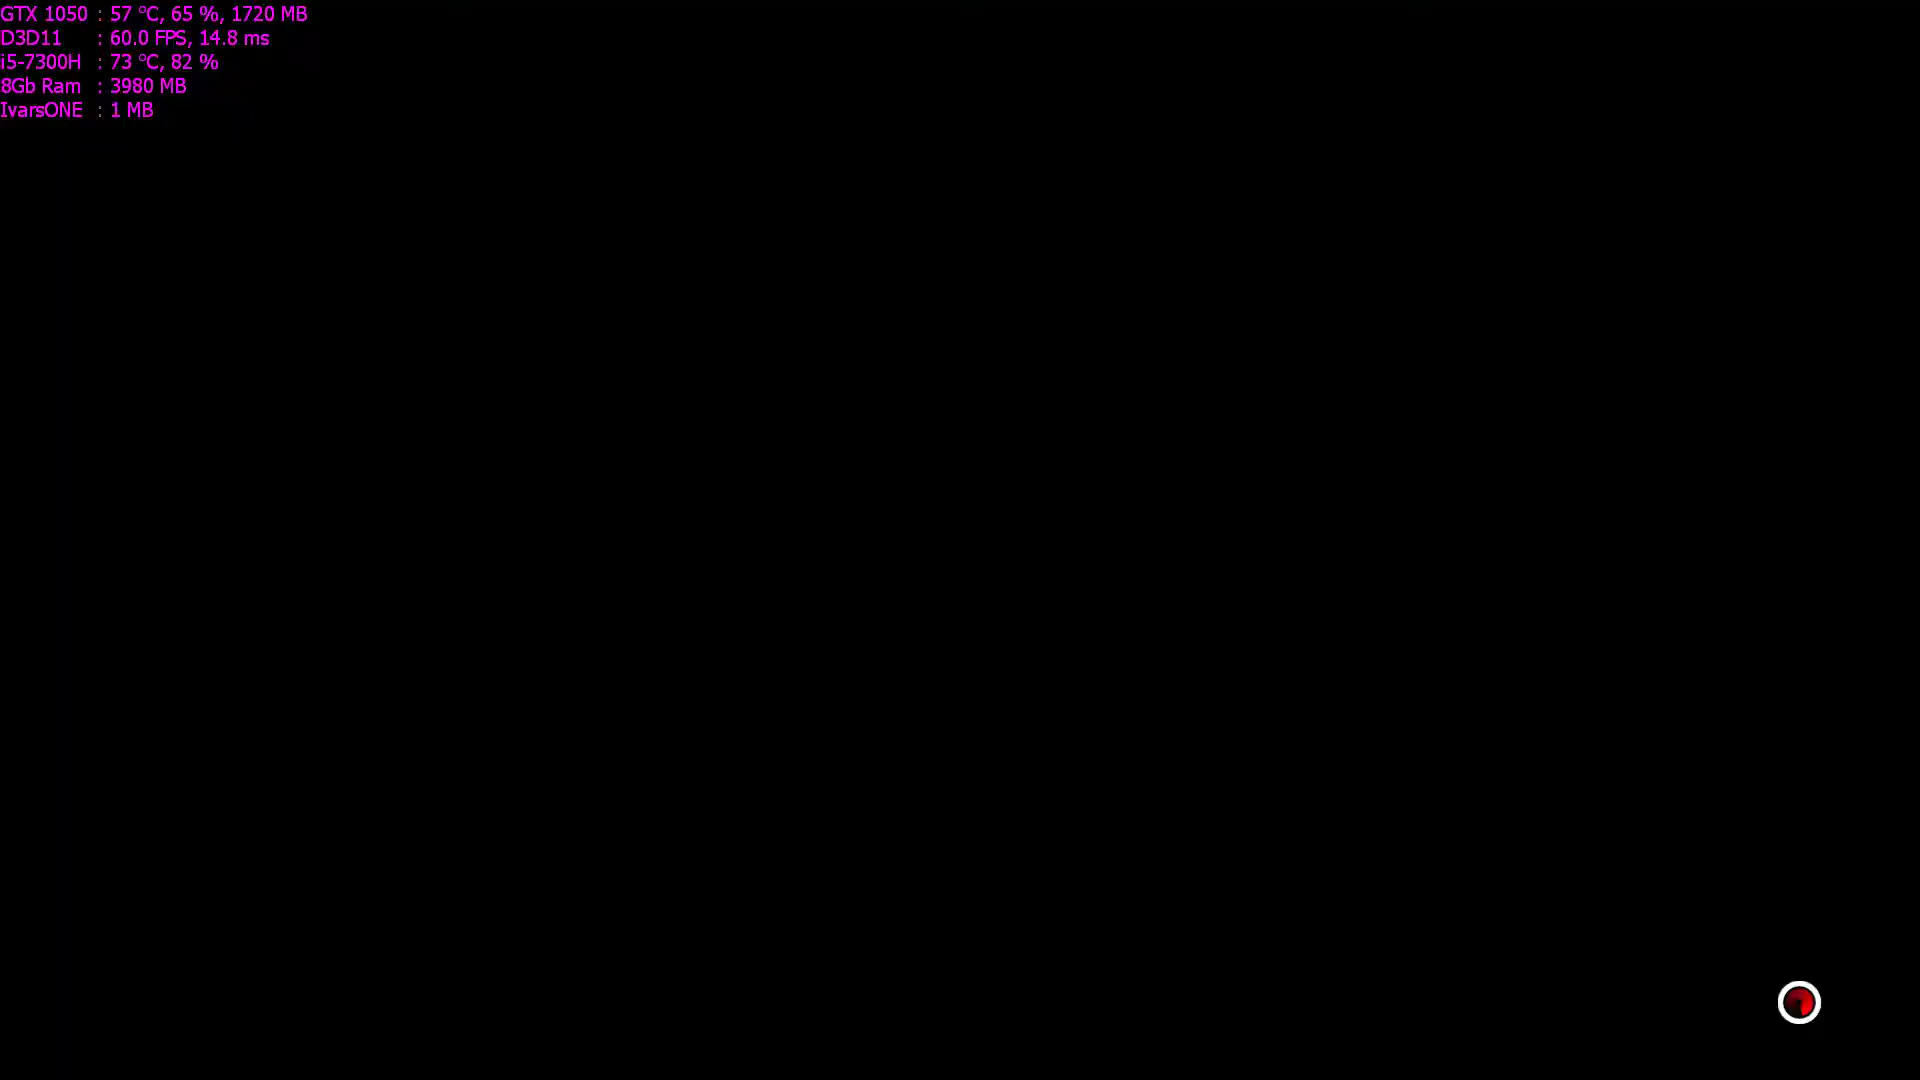 GTX 1050 : 57 °C, 65 %, 1720 MB
D3D11 : 60.0 FPS, 14.8 ms
i5-7300H : 73 °C, 82 %
8Gb Ram : 3980 MB
IvarsONE : 1 MB